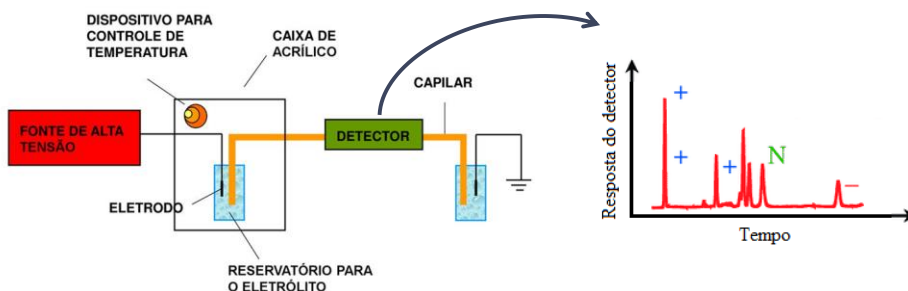 DISPOSITIVO PARA
CONTROLE DE
TEMPERATURA
CAIXA DE
ACRÍLICO
CAPILAR
FONTE DE ALTA
TENSÃO
DETECTOR
ELETRODO
RESERVATÓRIO PARA
O ELETRÓLITO
Resposta do detector
+
+
+
N
–
Tempo